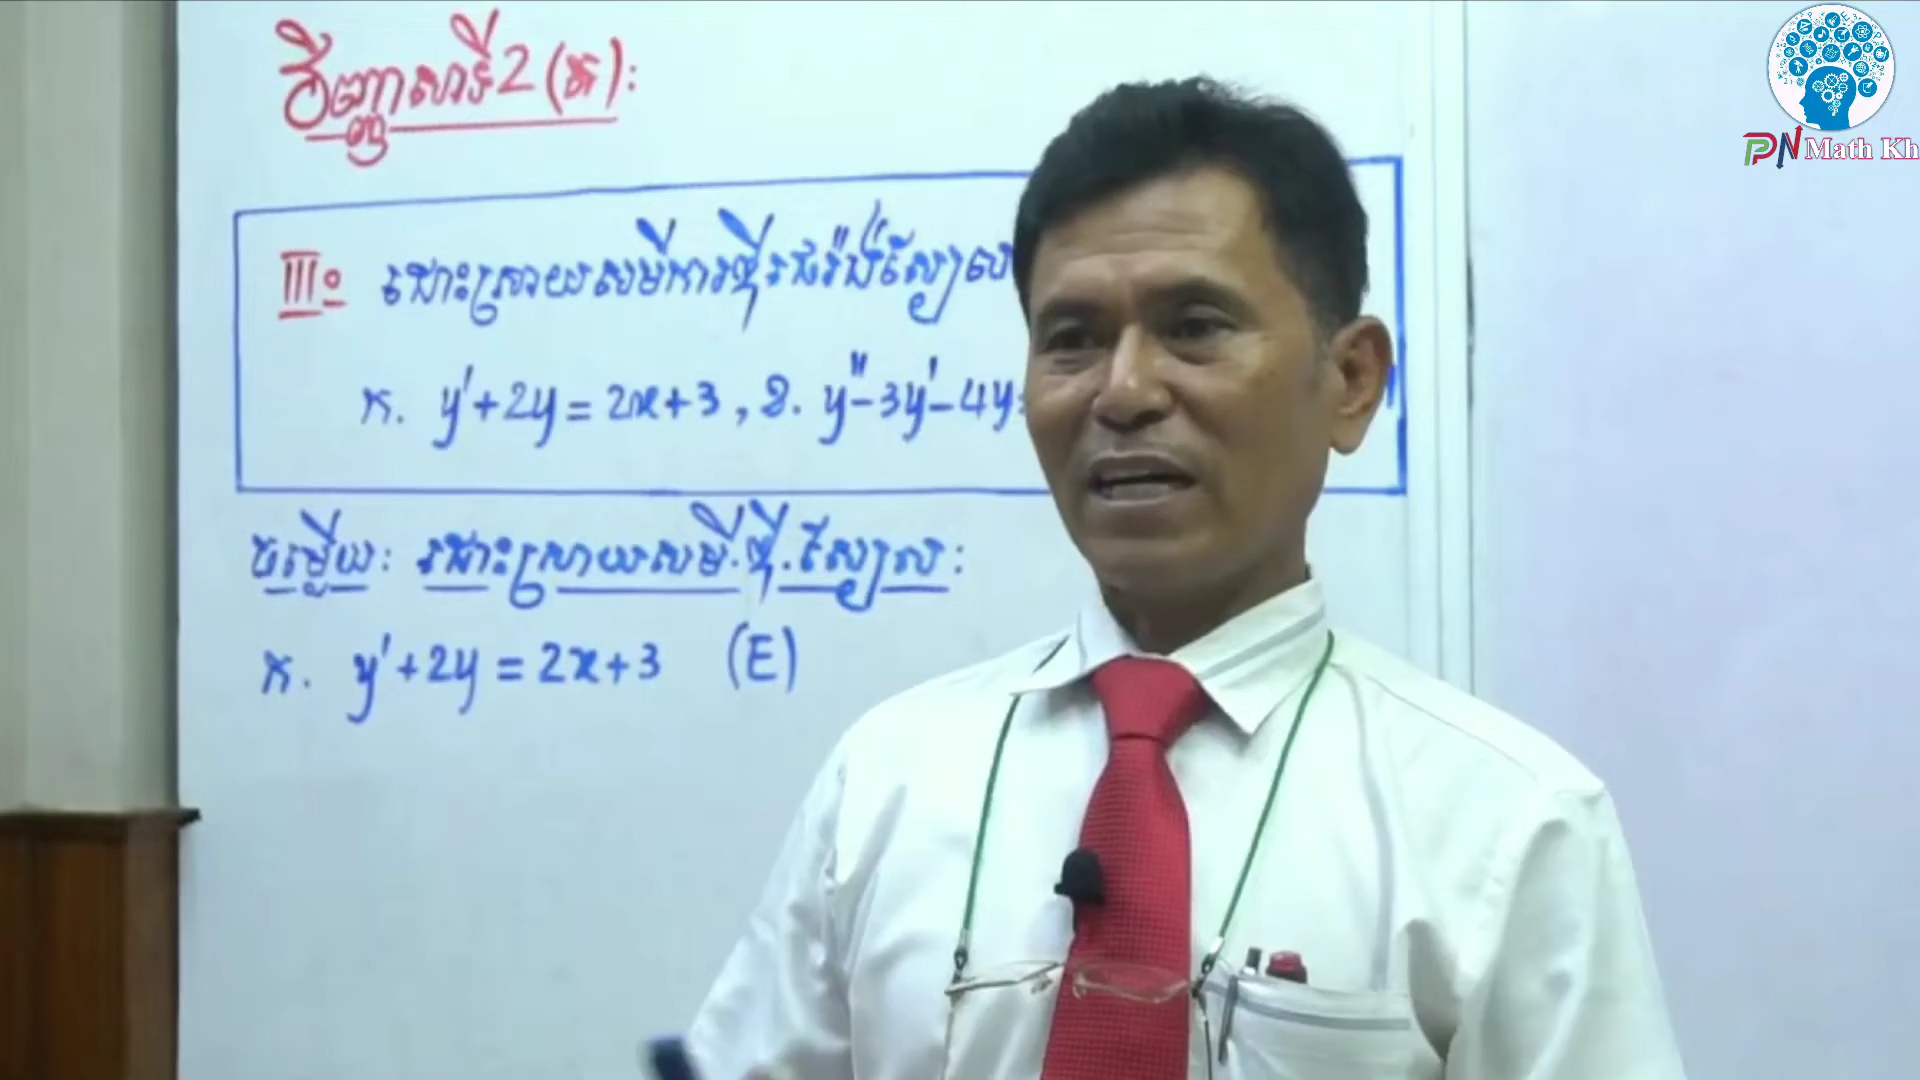 វិញ្ញាសាទី2 (ត):
III. ដោះស្រាយសមីការឌីផេរ៉ង់ស្យែល
ក. y' + 2y = 2x + 3 , ខ. y'' - 3y' - 4y
ចម្លើយ: ដោះស្រាយសមី.ឌី.ស្យែល:
ក. y' + 2y = 2x + 3 (E)
PN Math Kh